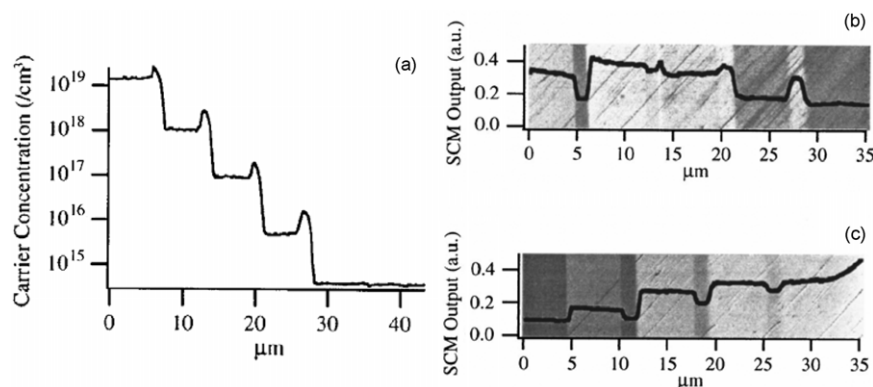 (a)
Carrier Concentration (/cm³)
10¹⁹
10¹⁸
10¹⁷
10¹⁶
10¹⁵
0 10 20 30 40
µm
(b)
SCM Output (a.u.)
0.4
0.2
0.0
0 5 10 15 20 25 30 35
µm
(c)
SCM Output (a.u.)
0.4
0.2
0.0
0 5 10 15 20 25 30 35
µm